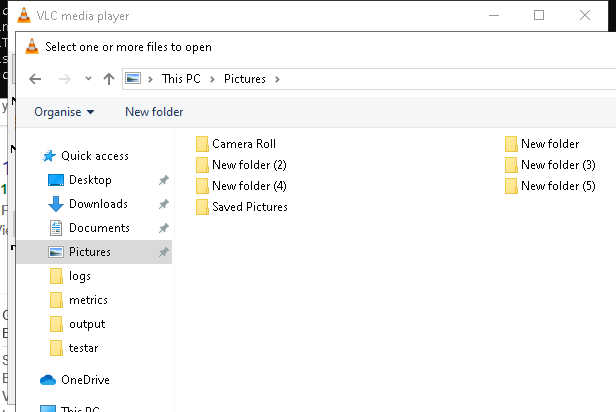 VLC media player
Select one or more files to open
This PC > Pictures >
Organise New folder
Camera Roll New folder
Quick access New folder (2) New folder (3)
Desktop New folder (4) New folder (5)
Downloads Saved Pictures
Documents
Pictures
logs
metrics
output
testar
OneDrive
This PC